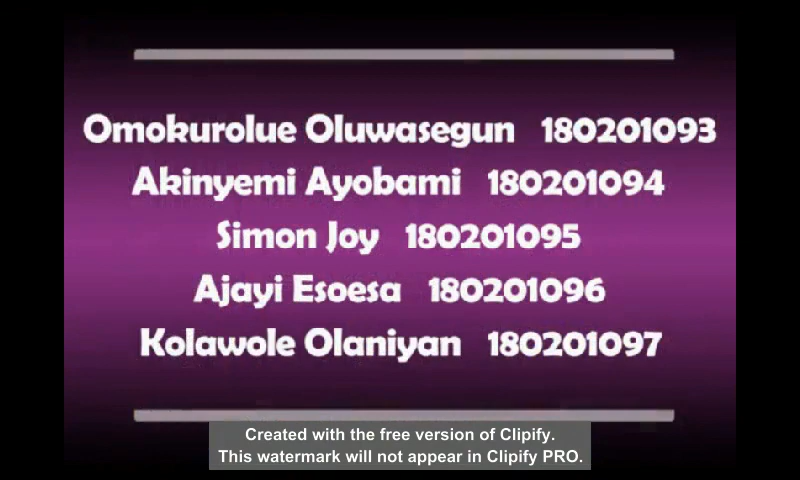 Omokurolue Oluwasegun 180201093
Akinyemi Ayobami 180201094
Simon Joy 180201095
Ajayi Esoesa 180201096
Kolawole Olaniyan 180201097
Created with the free version of Clipify.
This watermark will not appear in Clipify PRO.